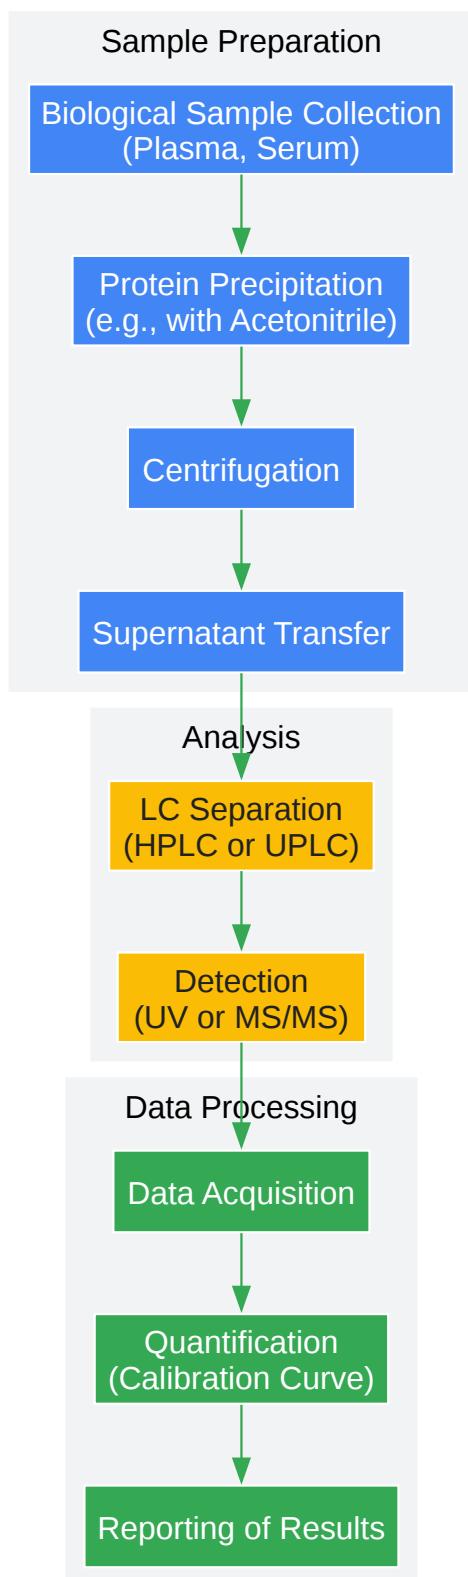 Sample Preparation
Biological Sample Collection
(Plasma, Serum)
Protein Precipitation
(e.g., with Acetonitrile)
Centrifugation
Supernatant Transfer
Analysis
LC Separation
(HPLC or UPLC)
Detection
(UV or MS/MS)
Data Processing
Data Acquisition
Quantification
(Calibration Curve)
Reporting of Results